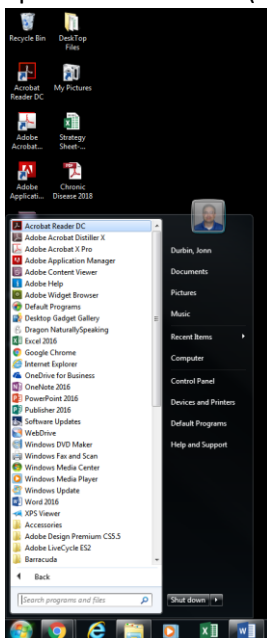 Recycle Bin
DeskTop
Files
Acrobat
Reader DC
My Pictures
Adobe
Acrobat...
Strategy
Sheet-...
Adobe
Applicati...
Chronic
Disease 2018
Acrobat Reader DC
Adobe Acrobat Distiller X
Adobe Acrobat X Pro
Adobe Application Manager
Adobe Content Viewer
Adobe Help
Adobe Widget Browser
Default Programs
Desktop Gadget Gallery
Dragon NaturallySpeaking
Excel 2016
Google Chrome
Internet Explorer
OneDrive for Business
OneNote 2016
PowerPoint 2016
Publisher 2016
Software Updates
WebDrive
Windows DVD Maker
Windows Fax and Scan
Windows Media Center
Windows Media Player
Windows Update
Word 2016
XPS Viewer
Accessories
Adobe Design Premium CS5.5
Adobe LiveCycle ES2
Barracuda
Back
Search programs and files
Durbin, Jonn
Documents
Pictures
Music
Recent Items
Computer
Control Panel
Devices and Printers
Default Programs
Help and Support
Shut down